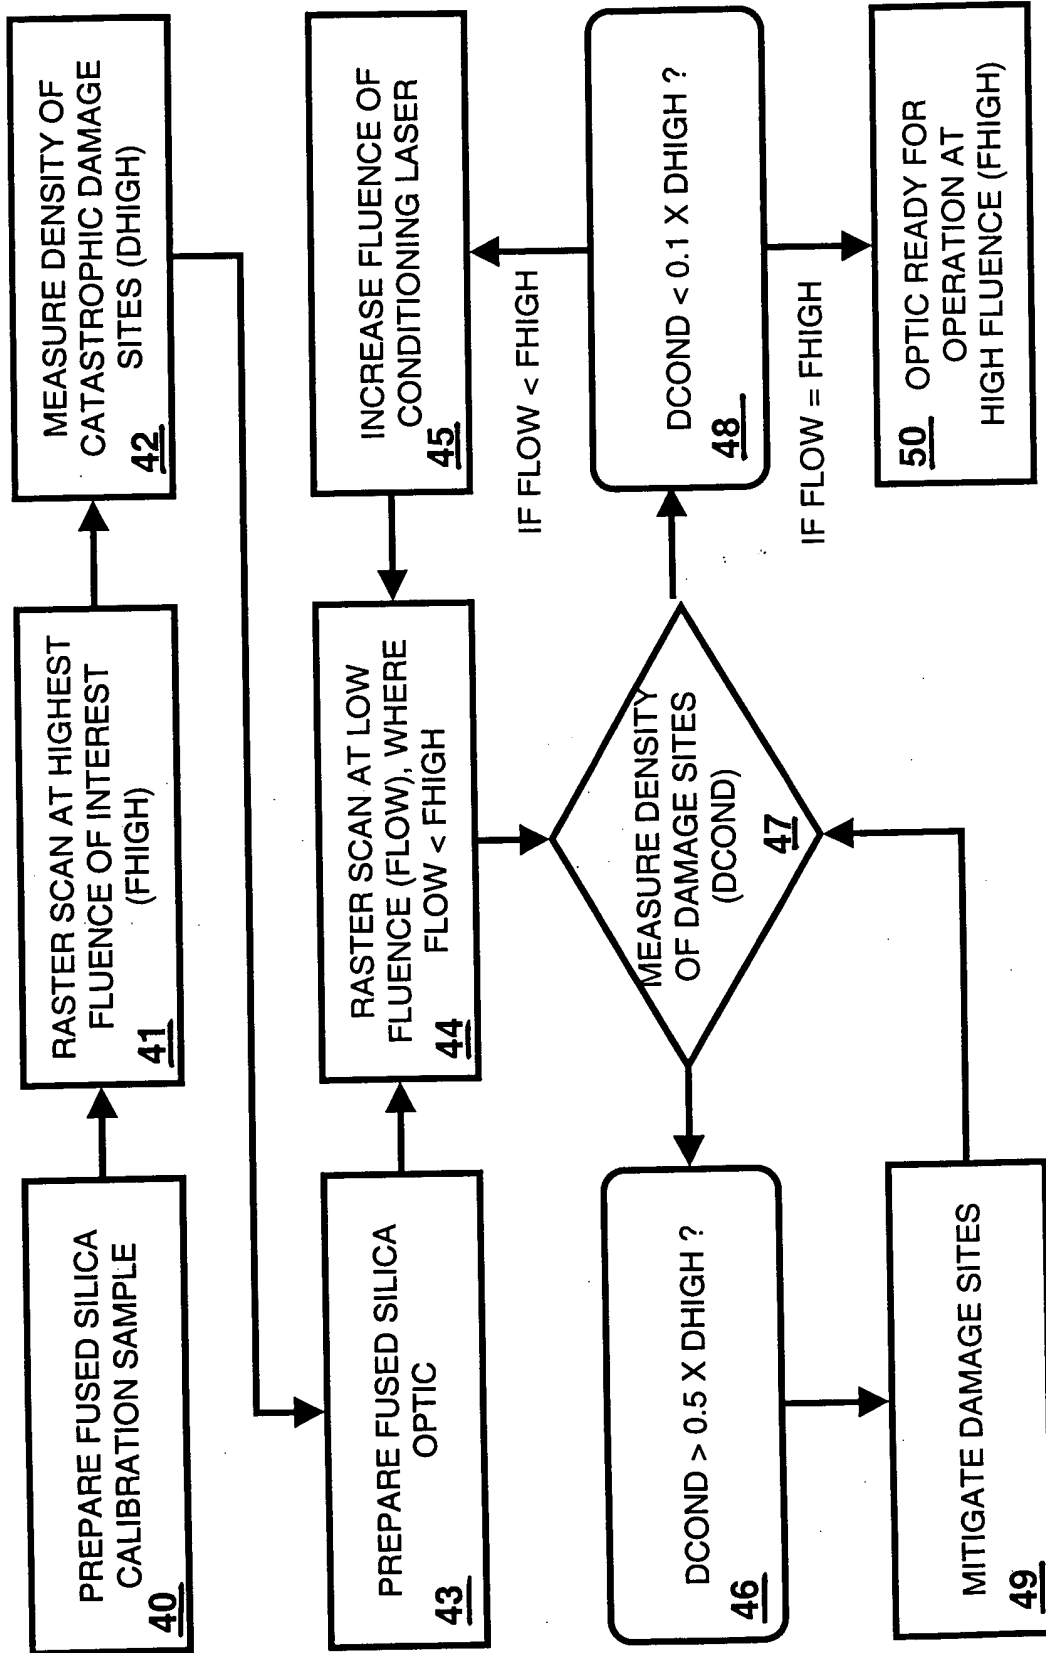 PREPARE FUSED SILICA
CALIBRATION SAMPLE
40
RASTER SCAN AT HIGHEST
FLUENCE OF INTEREST
(FHIGH)
41
MEASURE DENSITY OF
CATASTROPHIC DAMAGE
SITES (DHIGH)
42
PREPARE FUSED SILICA
OPTIC
43
RASTER SCAN AT LOW
FLUENCE (FLOW), WHERE
FLOW < FHIGH
44
INCREASE FLUENCE OF
CONDITIONING LASER
45
IF FLOW < FHIGH
DCOND > 0.5 X DHIGH ?
46
MEASURE DENSITY
OF DAMAGE SITES
(DCOND)
47
DCOND < 0.1 X DHIGH ?
48
IF FLOW = FHIGH
MITIGATE DAMAGE SITES
49
50 OPTIC READY FOR
OPERATION AT
HIGH FLUENCE (FHIGH)